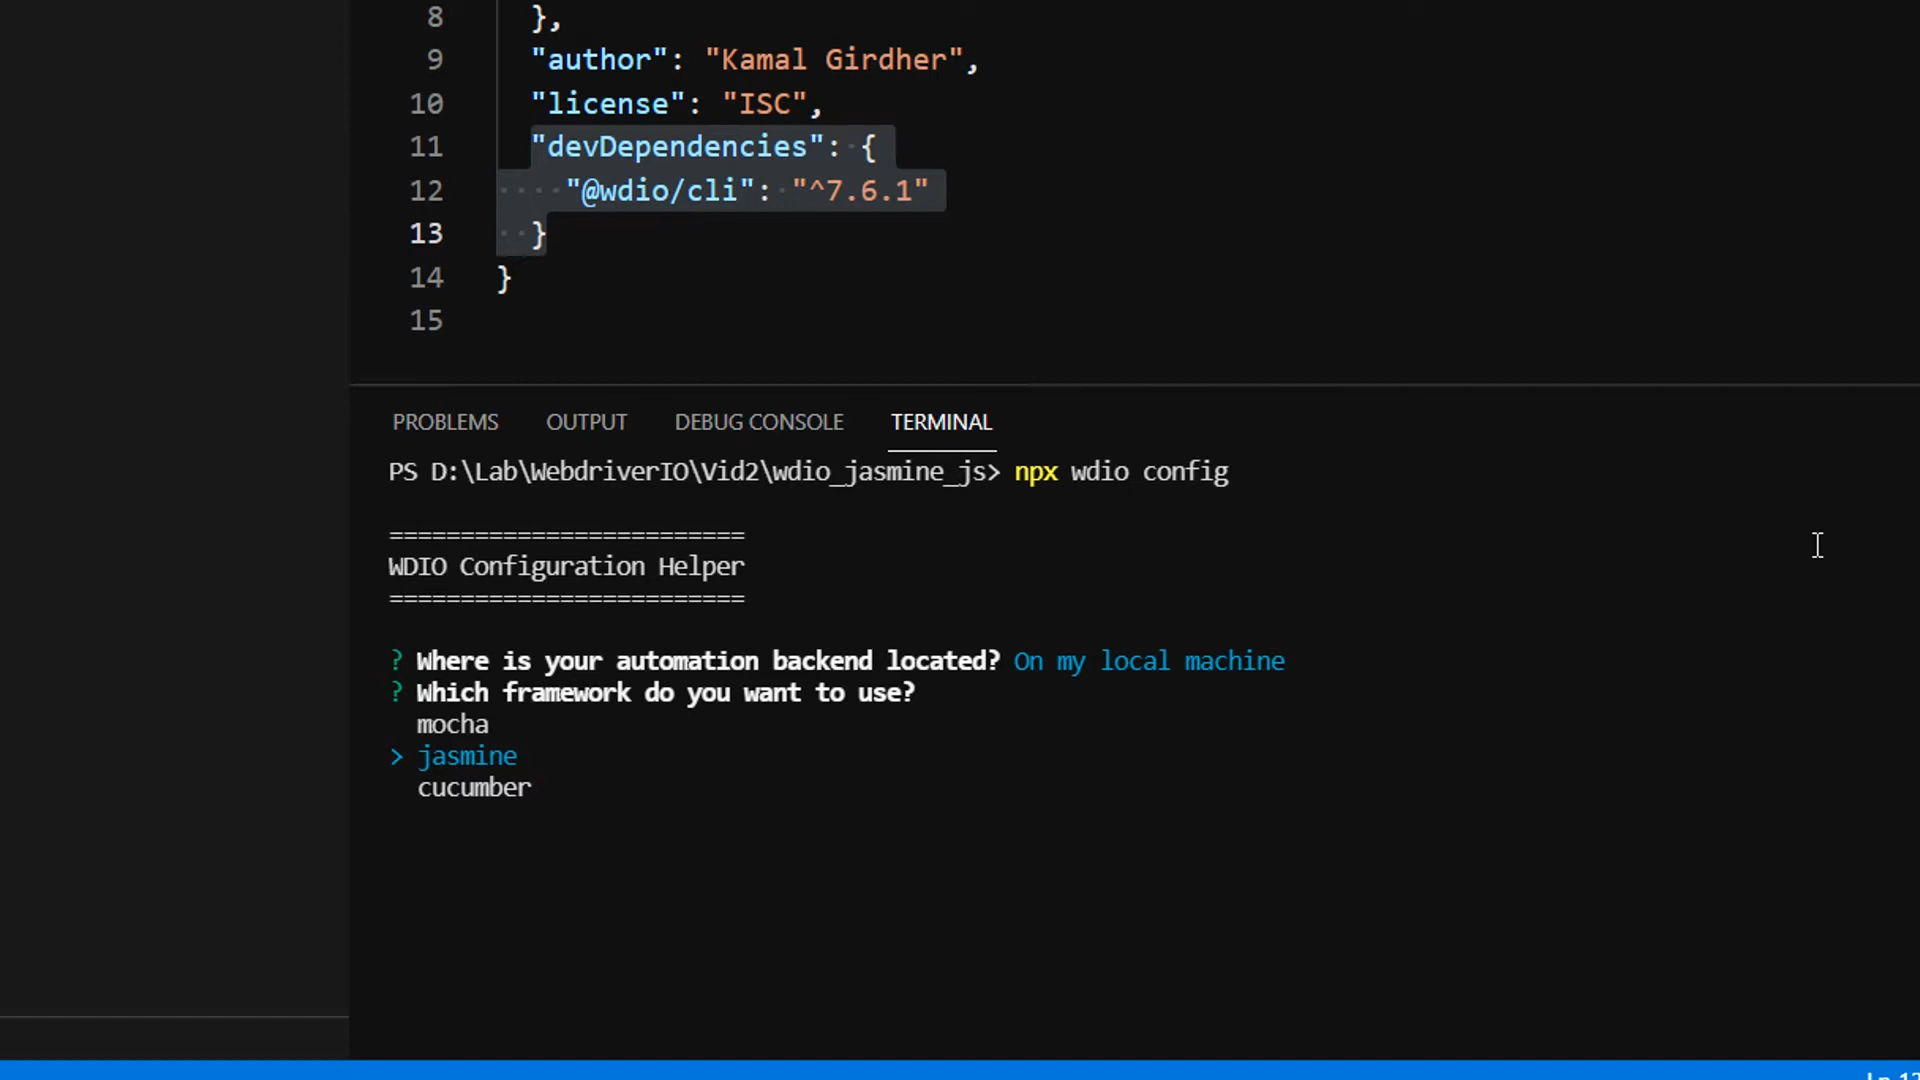 8 },
9 "author": "Kamal Girdher",
10 "license": "ISC",
11 "devDependencies": {
12 "@wdio/cli": "^7.6.1"
13 }
14 }
15
PROBLEMS OUTPUT DEBUG CONSOLE TERMINAL
PS D:\Lab\WebdriverIO\Vid2\wdio_jasmine_js> npx wdio config
=========================
WDIO Configuration Helper
=========================
? Where is your automation backend located? On my local machine
? Which framework do you want to use?
mocha
> jasmine
cucumber